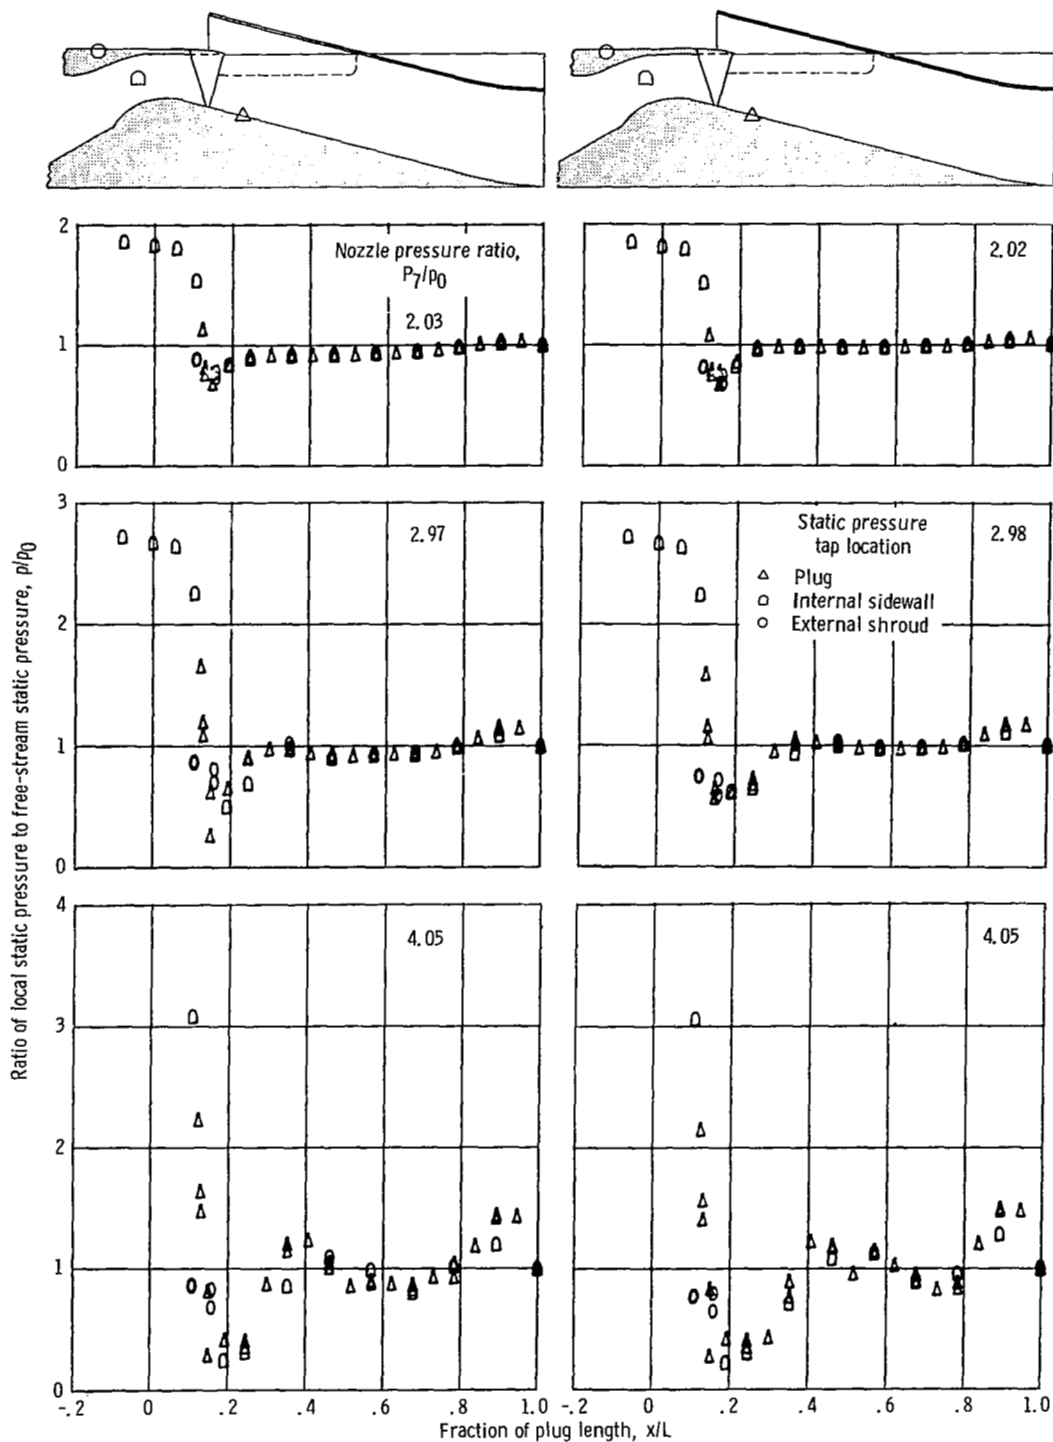 2
Nozzle pressure ratio,
P7/p0
2.03
2.02
1
0
3
2.97
Static pressure
tap location
2.98
Plug
Internal sidewall
External shroud
2
1
0
4
4.05
4.05
3
2
1
0
-.2 0 .2 .4 .6 .8 1.0
-.2 0 .2 .4 .6 .8 1.0
Fraction of plug length, x/L
Ratio of local static pressure to free-stream static pressure, p/p0